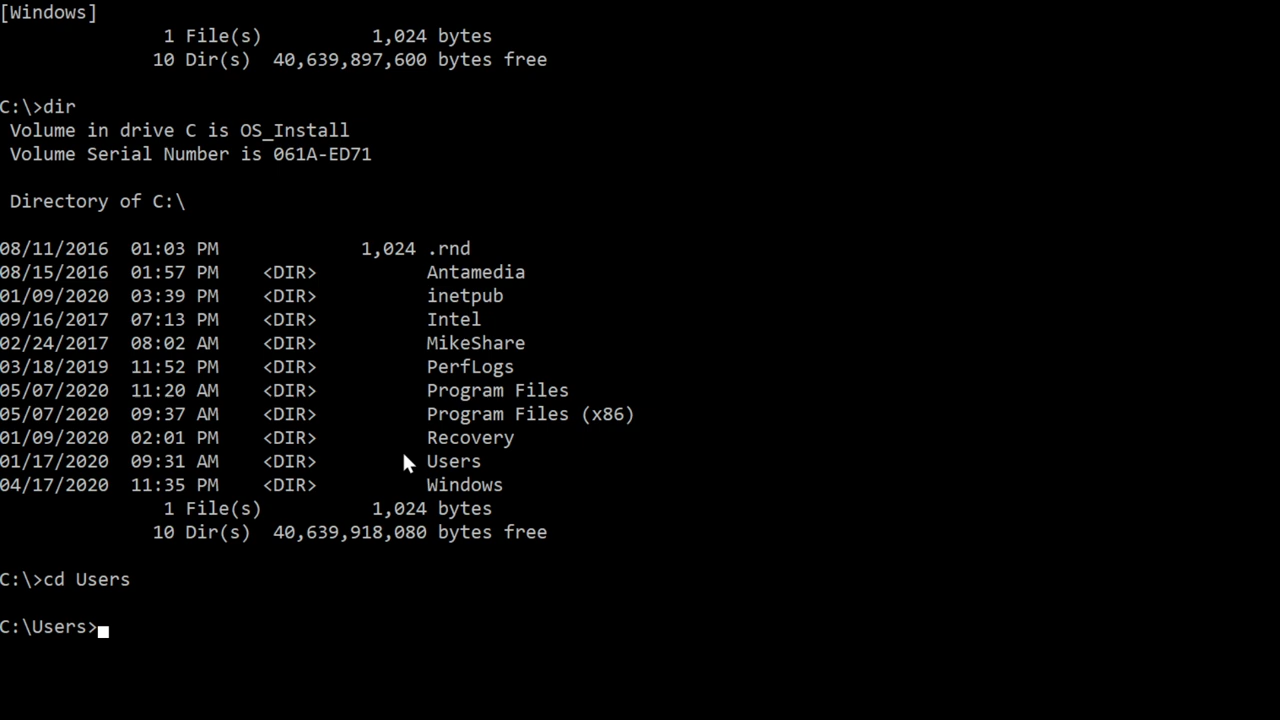 [Windows]
1 File(s) 1,024 bytes
10 Dir(s) 40,639,897,600 bytes free
C:\>dir
Volume in drive C is OS_Install
Volume Serial Number is 061A-ED71
Directory of C:\
08/11/2016 01:03 PM 1,024 .rnd
08/15/2016 01:57 PM <DIR> Antamedia
01/09/2020 03:39 PM <DIR> inetpub
09/16/2017 07:13 PM <DIR> Intel
02/24/2017 08:02 AM <DIR> MikeShare
03/18/2019 11:52 PM <DIR> PerfLogs
05/07/2020 11:20 AM <DIR> Program Files
05/07/2020 09:37 AM <DIR> Program Files (x86)
01/09/2020 02:01 PM <DIR> Recovery
01/17/2020 09:31 AM <DIR> Users
04/17/2020 11:35 PM <DIR> Windows
1 File(s) 1,024 bytes
10 Dir(s) 40,639,918,080 bytes free
C:\>cd Users
C:\Users>